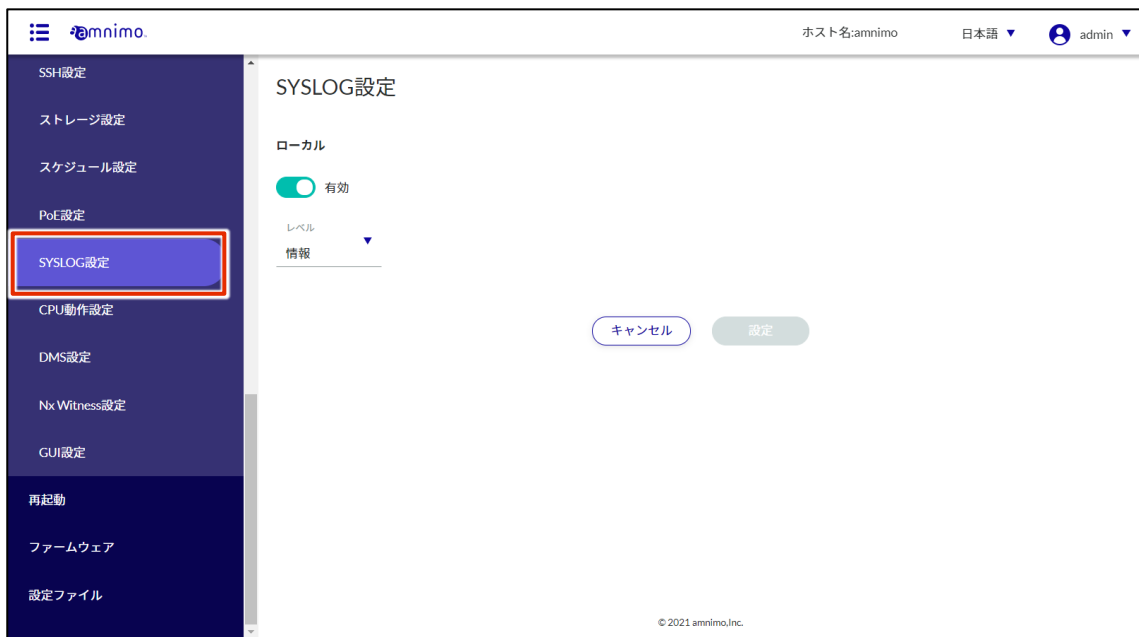 amnimo.
ホスト名:amnimo
日本語
admin
SSH設定
ストレージ設定
スケジュール設定
PoE設定
SYSLOG設定
CPU動作設定
DMS設定
Nx Witness設定
GUI設定
再起動
ファームウェア
設定ファイル
SYSLOG設定
ローカル
有効
レベル
情報
キャンセル
設定
© 2021 amnimo,Inc.